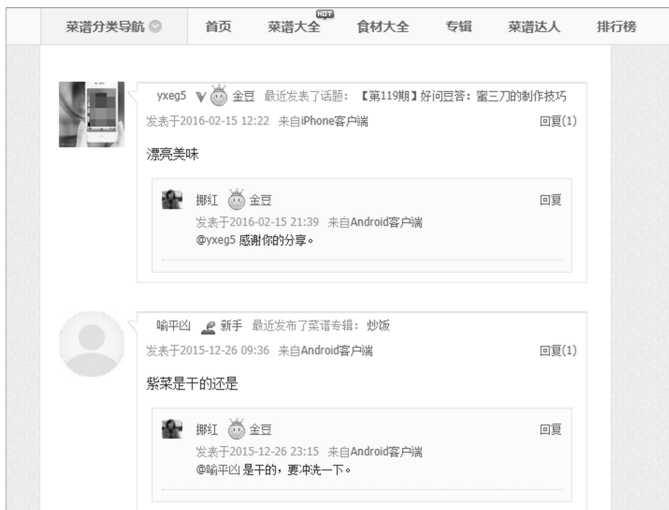 菜谱分类导航 首页 菜谱大全 HOT 食材大全 专辑 菜谱达人 排行榜
yxeg5 金豆 最近发表了话题：【第119期】好问豆答：蜜三刀的制作技巧
发表于2016-02-15 12:22 来自iPhone客户端 回复(1)
漂亮美味
挪红 金豆 回复
发表于2016-02-15 21:39 来自Android客户端
@yxeg5 感谢你的分享。
喻平凶 新手 最近发布了菜谱专辑：炒饭
发表于2015-12-26 09:36 来自Android客户端 回复(1)
紫菜是干的还是
挪红 金豆 回复
发表于2015-12-26 23:15 来自Android客户端
@喻平凶 是干的，要冲洗一下。